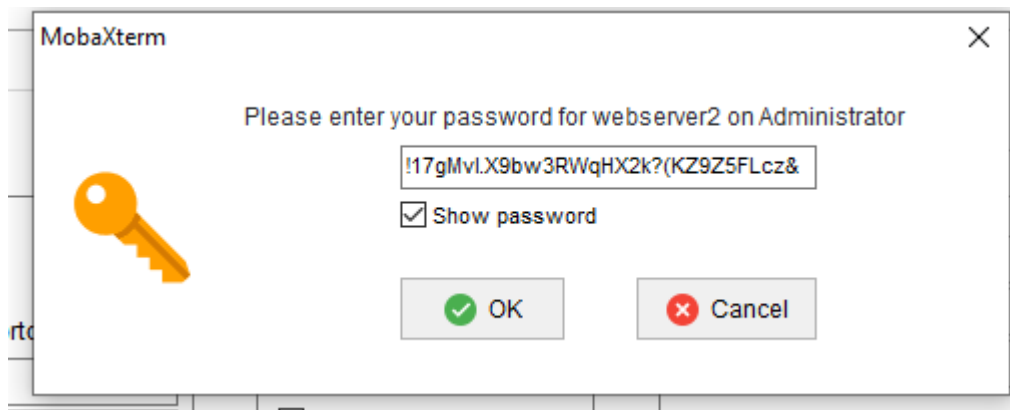 MobaXterm
Please enter your password for webserver2 on Administrator
!17gMvl.X9bw3RWqHX2k?(KZ9Z5FLcz&
Show password
OK
Cancel